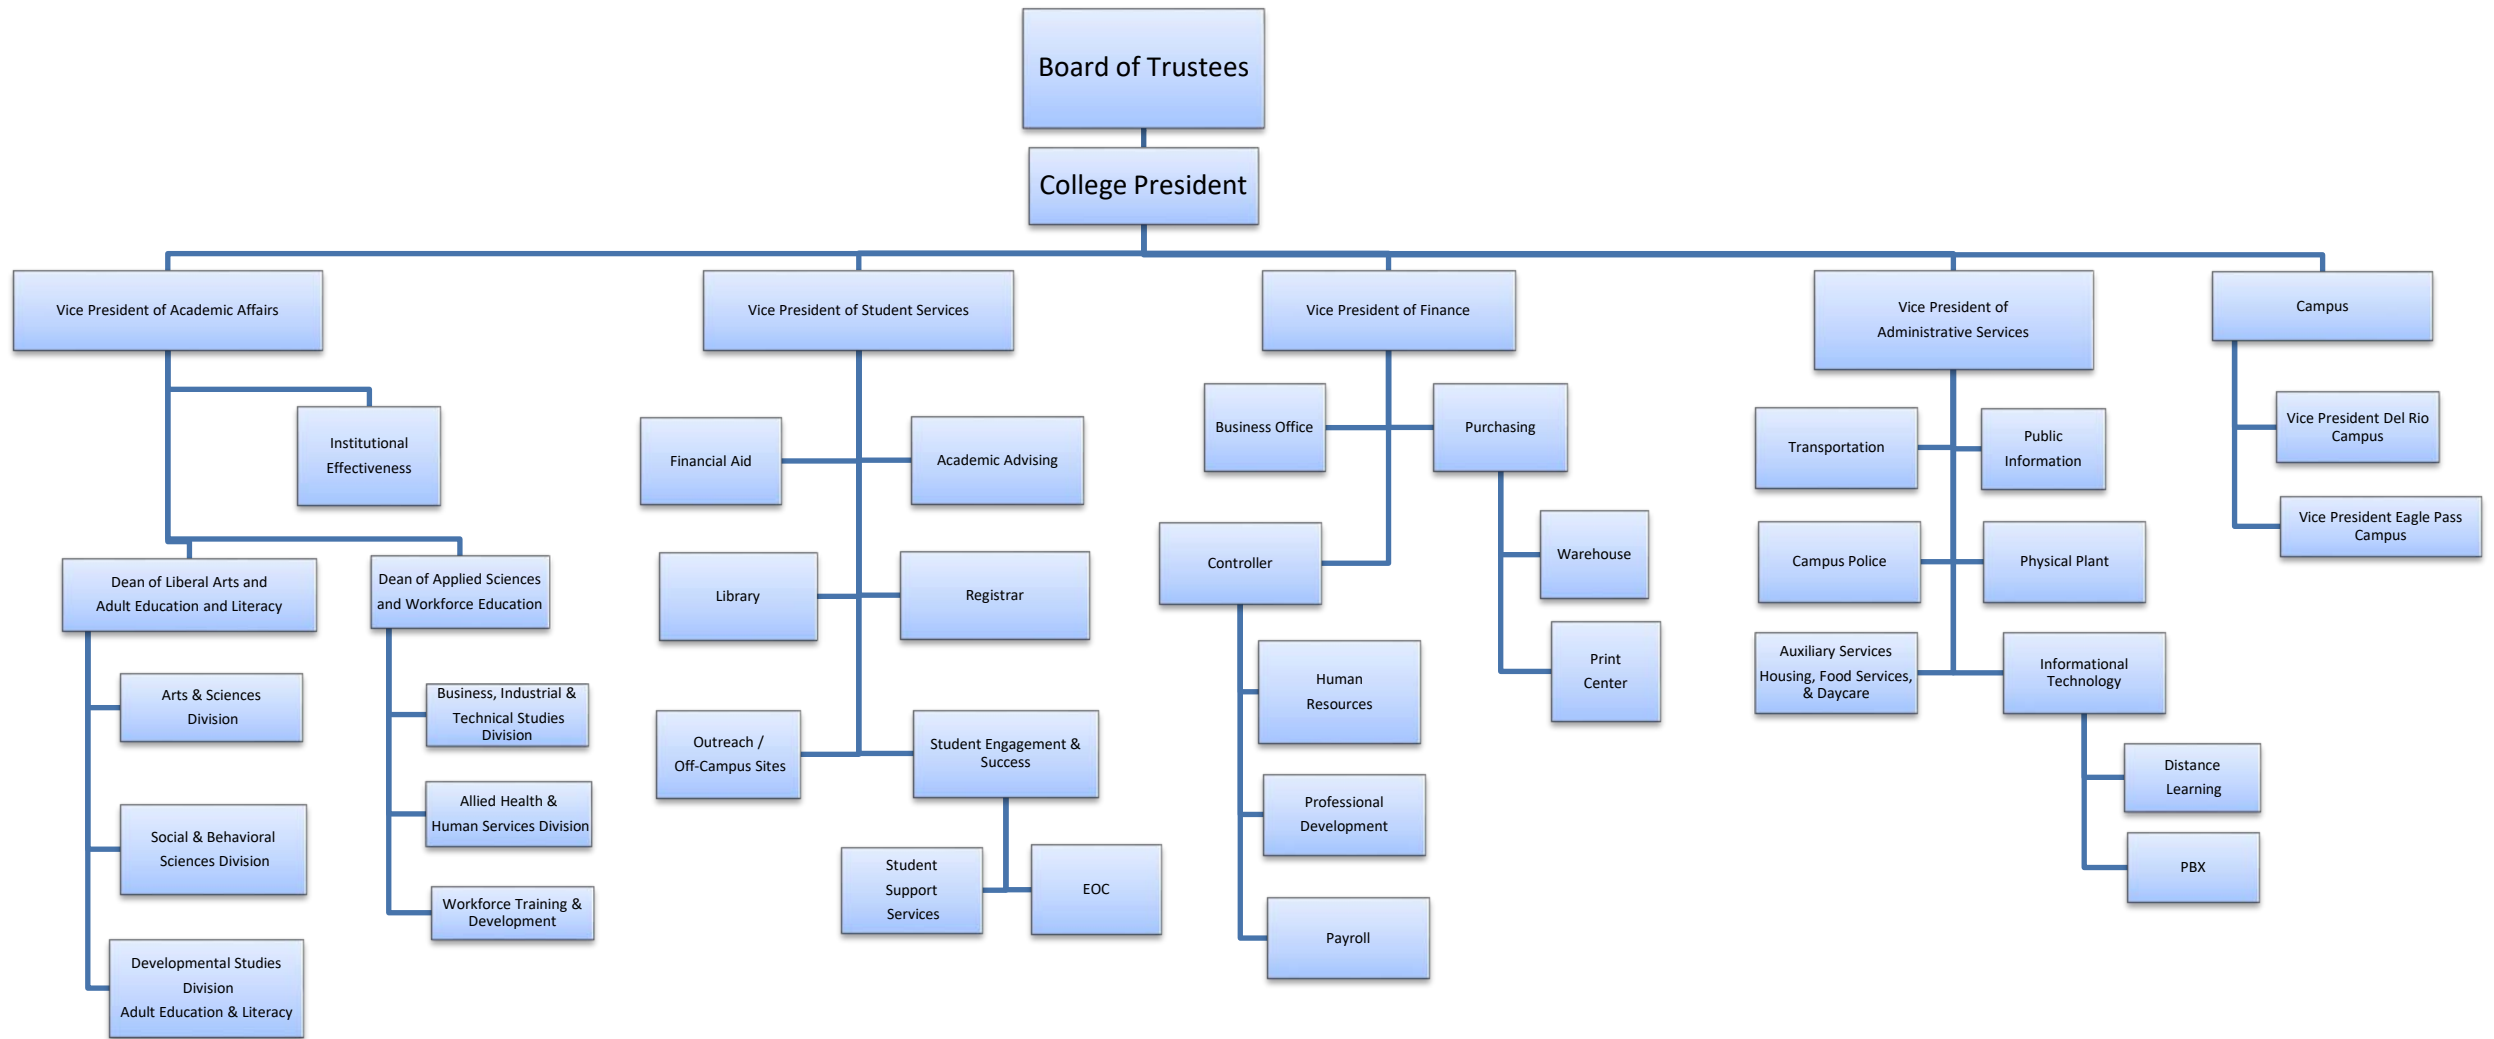 Board of Trustees
College President
Vice President of Academic Affairs
Vice President of Student Services
Vice President of Finance
Vice President of
Administrative Services
Campus
Institutional
Effectiveness
Dean of Liberal Arts and
Adult Education and Literacy
Dean of Applied Sciences
and Workforce Education
Arts & Sciences
Division
Social & Behavioral
Sciences Division
Developmental Studies
Division
Adult Education & Literacy
Business, Industrial &
Technical Studies
Division
Allied Health &
Human Services Division
Workforce Training &
Development
Financial Aid
Academic Advising
Library
Registrar
Outreach /
Off-Campus Sites
Student Engagement &
Success
Student
Support
Services
EOC
Business Office
Purchasing
Controller
Warehouse
Print
Center
Human
Resources
Professional
Development
Payroll
Transportation
Public
Information
Campus Police
Physical Plant
Auxiliary Services
Housing, Food Services,
& Daycare
Informational
Technology
Distance
Learning
PBX
Vice President Del Rio
Campus
Vice President Eagle Pass
Campus